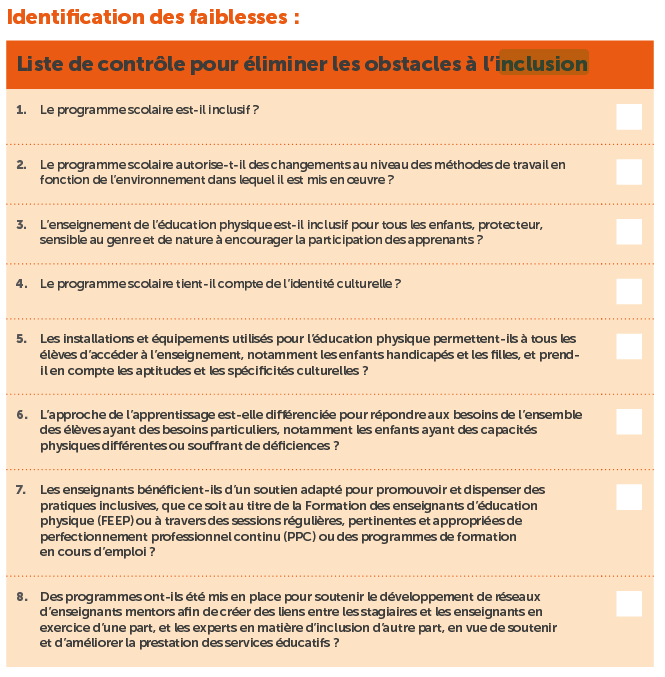 Identification des faiblesses :
Liste de contrôle pour éliminer les obstacles à l'inclusion
1. Le programme scolaire est-il inclusif ?
2. Le programme scolaire autorise-t-il des changements au niveau des méthodes de travail en
fonction de l'environnement dans lequel il est mis en œuvre ?
3. L'enseignement de l'éducation physique est-il inclusif pour tous les enfants, protecteur,
sensible au genre et de nature à encourager la participation des apprenants ?
4. Le programme scolaire tient-il compte de l'identité culturelle ?
5. Les installations et équipements utilisés pour l'éducation physique permettent-ils à tous les
élèves d'accéder à l'enseignement, notamment les enfants handicapés et les filles, et prend-
il en compte les aptitudes et les spécificités culturelles ?
6. L'approche de l'apprentissage est-elle différenciée pour répondre aux besoins de l'ensemble
des élèves ayant des besoins particuliers, notamment les enfants ayant des capacités
physiques différentes ou souffrant de déficiences ?
7. Les enseignants bénéficient-ils d'un soutien adapté pour promouvoir et dispenser des
pratiques inclusives, que ce soit au titre de la Formation des enseignants d'éducation
physique (FEEP) ou à travers des sessions régulières, pertinentes et appropriées de
perfectionnement professionnel continu (PPC) ou des programmes de formation
en cours d'emploi ?
8. Des programmes ont-ils été mis en place pour soutenir le développement de réseaux
d'enseignants mentors afin de créer des liens entre les stagiaires et les enseignants en
exercice d'une part, et les experts en matière d'inclusion d'autre part, en vue de soutenir
et d'améliorer la prestation des services éducatifs ?